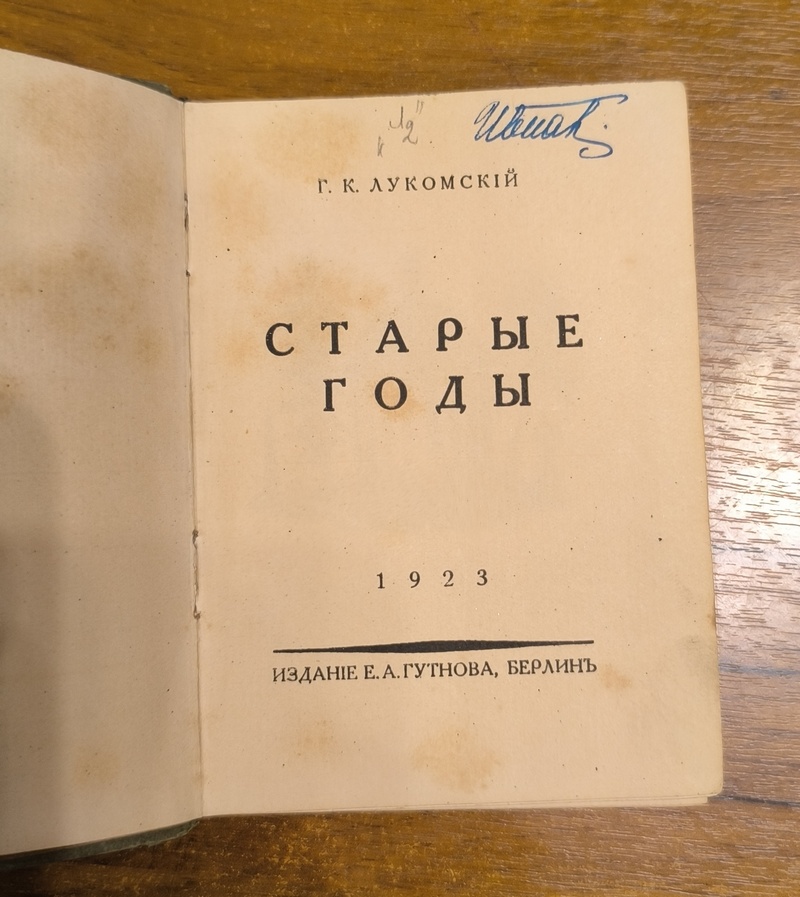 Г. К. ЛУКОМСКІЙ
СТАРЫЕ
ГОДЫ
1923
ИЗДАНІЕ Е. А. ГУТНОВА, БЕРЛИНЪ